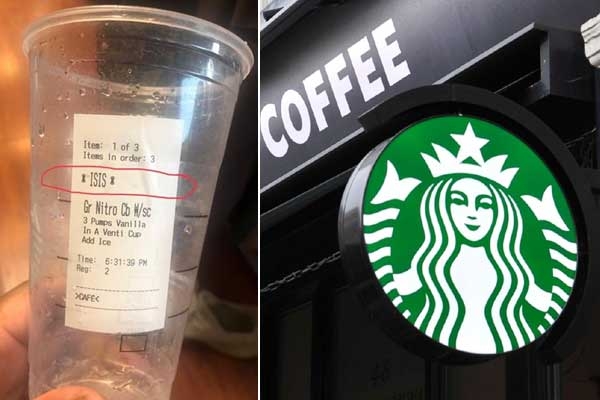 Item: 1 of 3
Items in order: 3
* ISIS *
Gr Nitro Cb W/sc
3 Pumps Vanilla
In A Venti Cup
Add Ice
Time: 6:31:39 PM
Reg: 2
>CAFE<
COFFEE